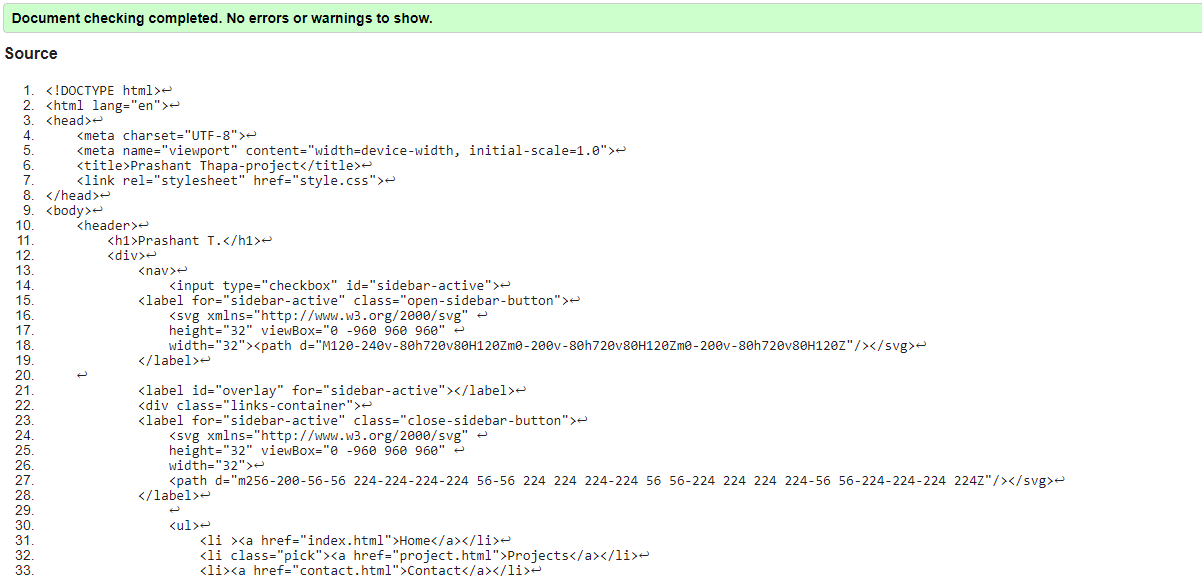 Document checking completed. No errors or warnings to show.
Source
1. <!DOCTYPE html>↩
2. <html lang="en">↩
3. <head>↩
4. <meta charset="UTF-8">↩
5. <meta name="viewport" content="width=device-width, initial-scale=1.0">↩
6. <title>Prashant Thapa-project</title>↩
7. <link rel="stylesheet" href="style.css">↩
8. </head>↩
9. <body>↩
10. <header>↩
11. <h1>Prashant T.</h1>↩
12. <div>↩
13. <nav>↩
14. <input type="checkbox" id="sidebar-active">↩
15. <label for="sidebar-active" class="open-sidebar-button">↩
16. <svg xmlns="http://www.w3.org/2000/svg" ↩
17. height="32" viewBox="0 -960 960 960" ↩
18. width="32"><path d="M120-240v-80h720v80H120Zm0-200v-80h720v80H120Zm0-200v-80h720v80H120Z"/></svg>↩
19. </label>↩
20. ↩
21. <label id="overlay" for="sidebar-active"></label>↩
22. <div class="links-container">↩
23. <label for="sidebar-active" class="close-sidebar-button">↩
24. <svg xmlns="http://www.w3.org/2000/svg" ↩
25. height="32" viewBox="0 -960 960 960" ↩
26. width="32">↩
27. <path d="m256-200-56-56 224-224-224-224 56-56 224 224 224-224 56 56-224 224 224 224-56 56-224-224-224 224Z"/></svg>↩
28. </label>↩
29. ↩
30. <ul>↩
31. <li ><a href="index.html">Home</a></li>↩
32. <li class="pick"><a href="project.html">Projects</a></li>↩
33. <li><a href="contact.html">Contact</a></li>↩